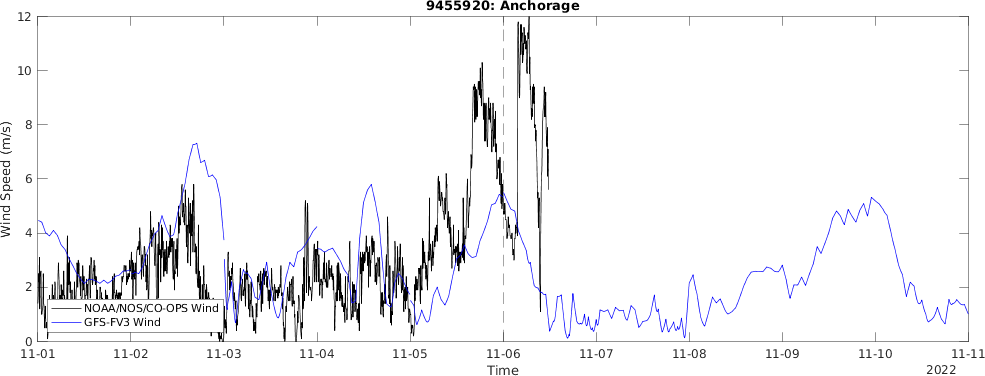 9455920: Anchorage
12
10
8
6
4
2
0
Wind Speed (m/s)
NOAA/NOS/CO-OPS Wind
GFS-FV3 Wind
11-01 11-02 11-03 11-04 11-05 11-06 11-07 11-08 11-09 11-10 11-11
Time
2022